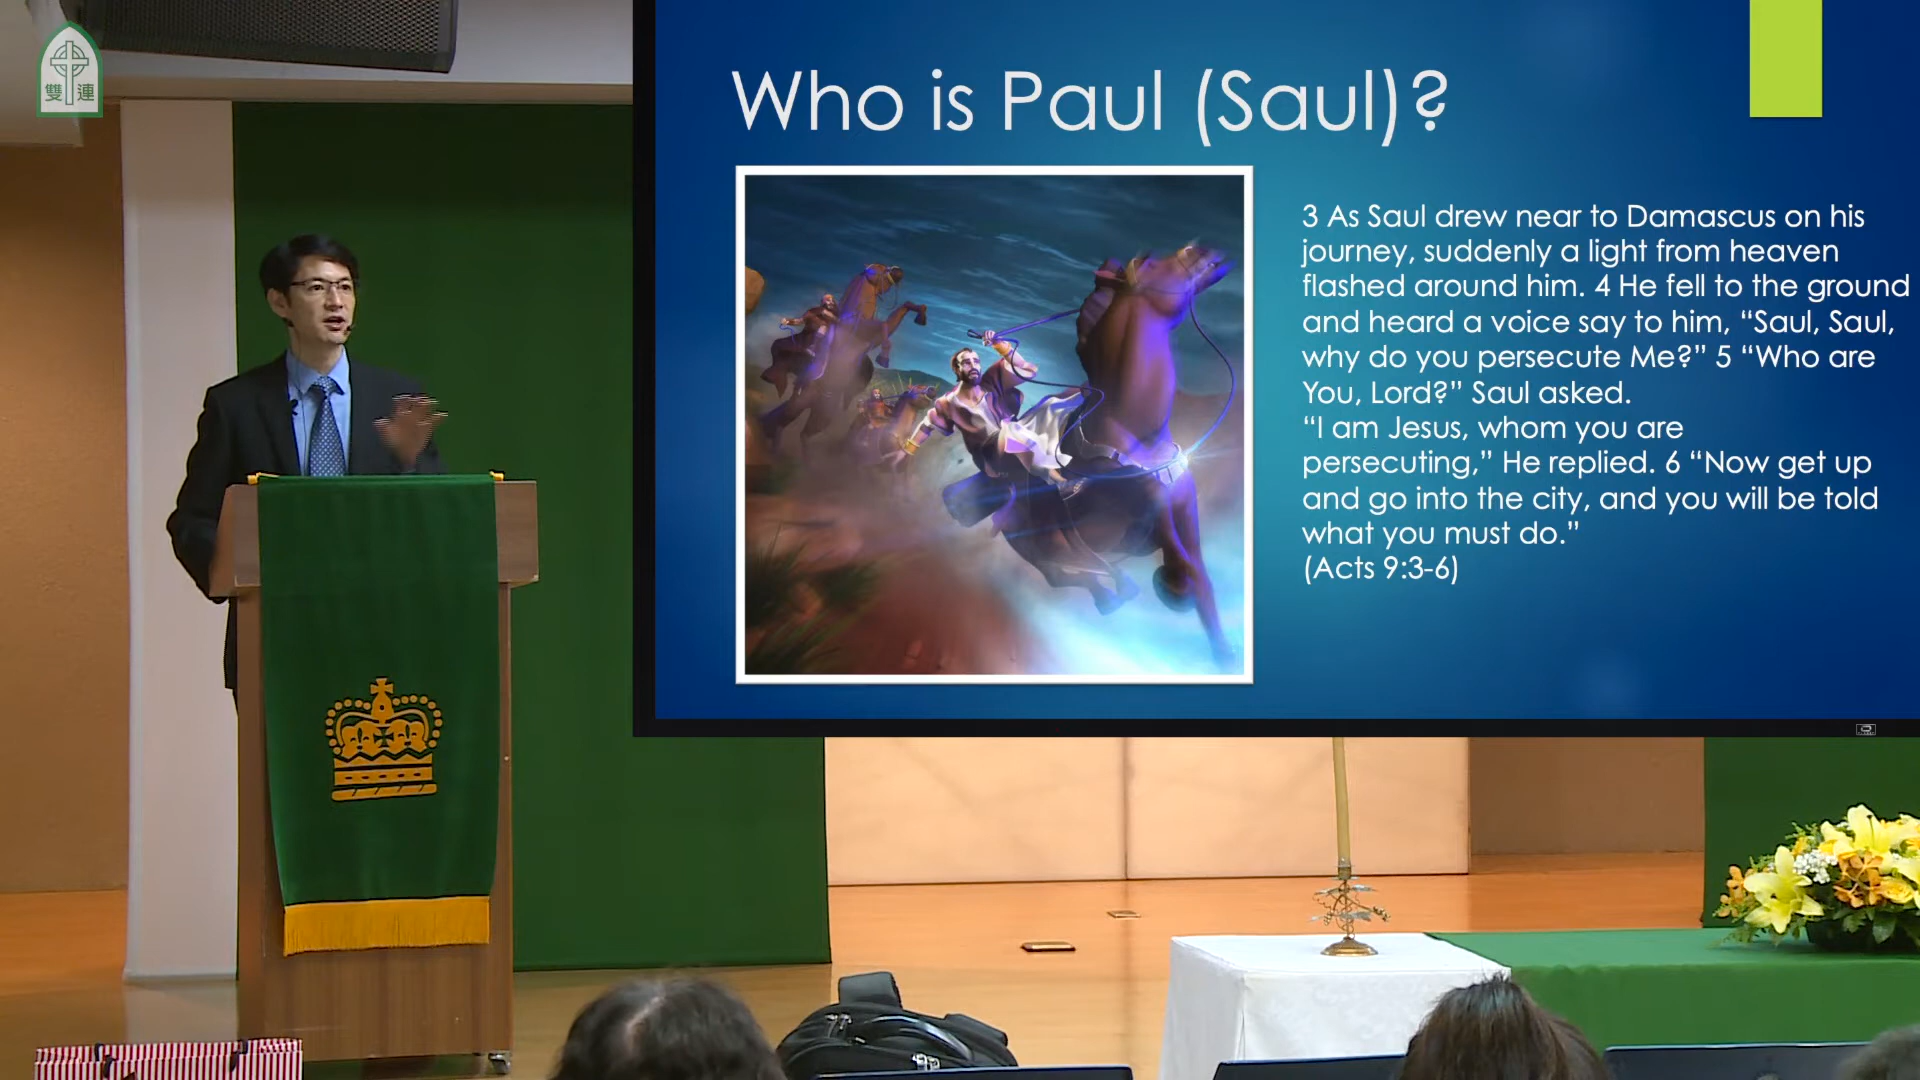 雙連
Who is Paul (Saul)?
3 As Saul drew near to Damascus on his
journey, suddenly a light from heaven
flashed around him. 4 He fell to the ground
and heard a voice say to him, “Saul, Saul,
why do you persecute Me?” 5 “Who are
You, Lord?” Saul asked.
“I am Jesus, whom you are
persecuting,” He replied. 6 “Now get up
and go into the city, and you will be told
what you must do.”
(Acts 9:3-6)